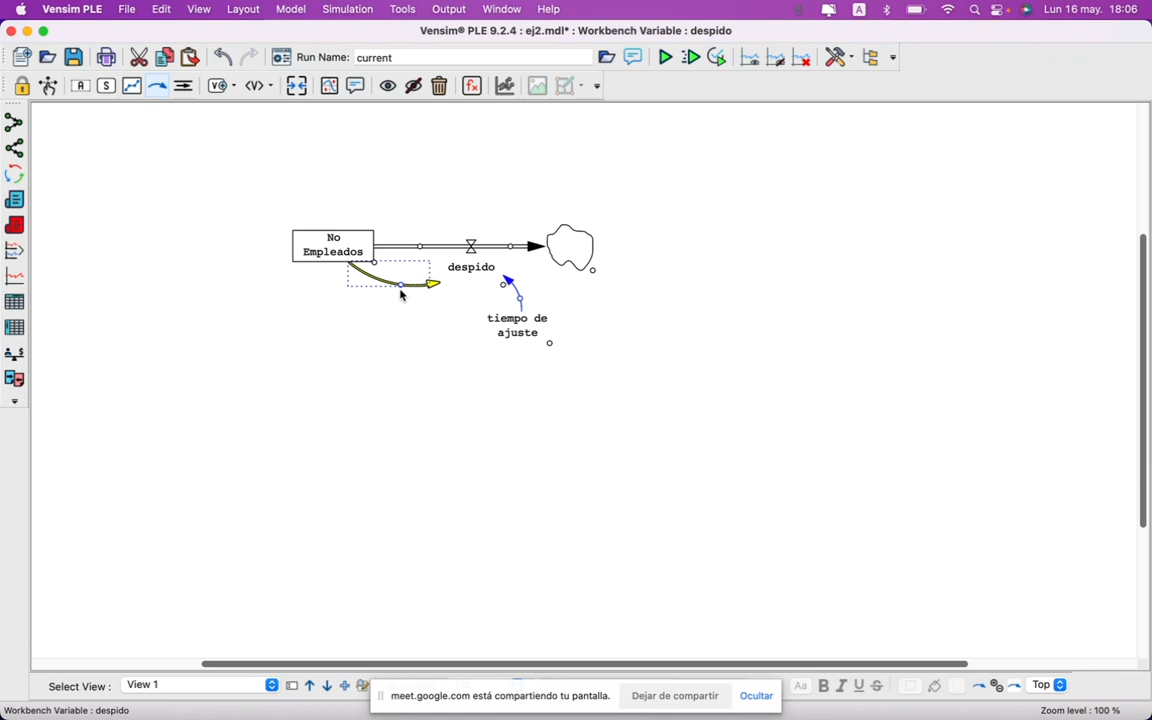 Vensim PLE File Edit View Layout Model Simulation Tools Output Window Help A Lun 16 may. 18:06
Vensim® PLE 9.2.4 : ej2.mdl* : Workbench Variable : despido
Run Name: current
A S V <V> fx
No
Empleados
despido
tiempo de
ajuste
Select View : View 1 Aa B I U S Top
meet.google.com está compartiendo tu pantalla. Dejar de compartir Ocultar
Workbench Variable : despido Zoom level : 100 %